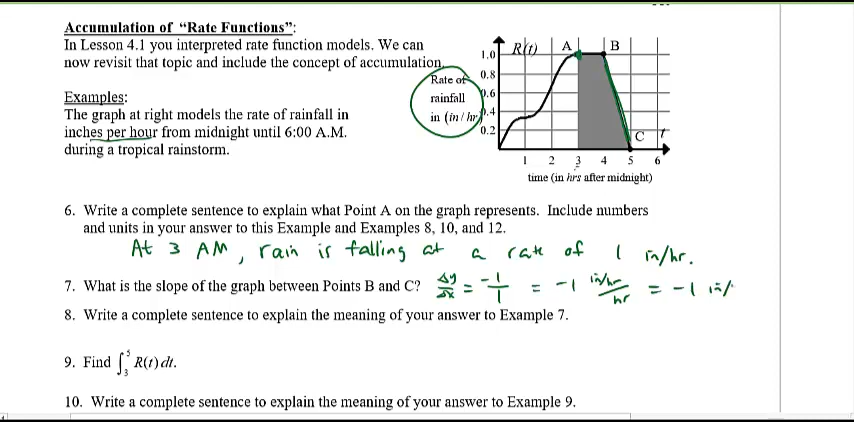 Accumulation of “Rate Functions”:
In Lesson 4.1 you interpreted rate function models. We can
now revisit that topic and include the concept of accumulation.
Examples:
The graph at right models the rate of rainfall in
inches per hour from midnight until 6:00 A.M.
during a tropical rainstorm.
Rate of
rainfall
in (in / hr)
R(t) A B
1.0
0.8
0.6
0.4
0.2
C t
1 2 3 4 5 6
time (in hrs after midnight)
6. Write a complete sentence to explain what Point A on the graph represents. Include numbers
and units in your answer to this Example and Examples 8, 10, and 12.
At 3 AM, rain is falling at a rate of 1 in/hr.
7. What is the slope of the graph between Points B and C? Δy/Δx = -1/1 = -1 in/hr/hr = -1 in/
8. Write a complete sentence to explain the meaning of your answer to Example 7.
9. Find ∫₃⁵ R(t) dt.
10. Write a complete sentence to explain the meaning of your answer to Example 9.